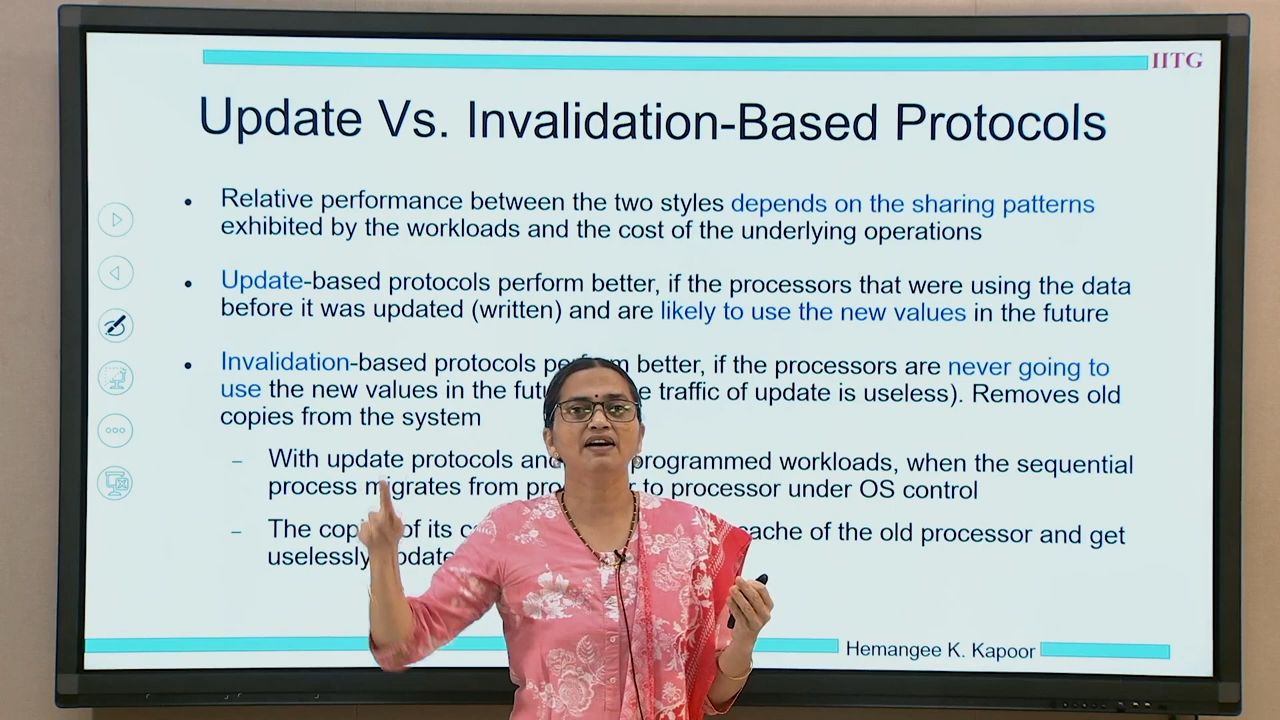 IITG
Update Vs. Invalidation-Based Protocols
• Relative performance between the two styles depends on the sharing patterns
exhibited by the workloads and the cost of the underlying operations
• Update-based protocols perform better, if the processors that were using the data
before it was updated (written) and are likely to use the new values in the future
• Invalidation-based protocols perform better, if the processors are never going to
use the new values in the traffic of update is useless). Removes old
copies from the system
– With update protocols and programmed workloads, when the sequential
process migrates from to processor under OS control
– The of its cache of the old processor and get
uselessly
Hemangee K. Kapoor